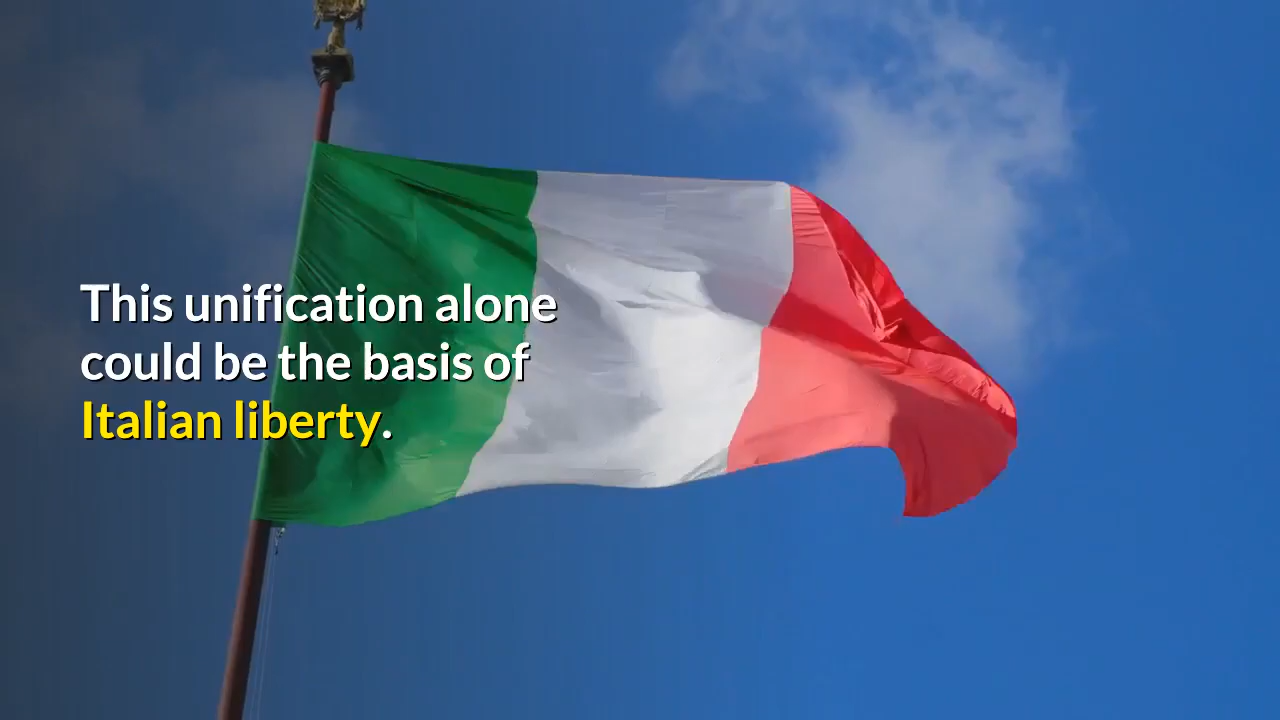 This unification alone
could be the basis of
Italian liberty.